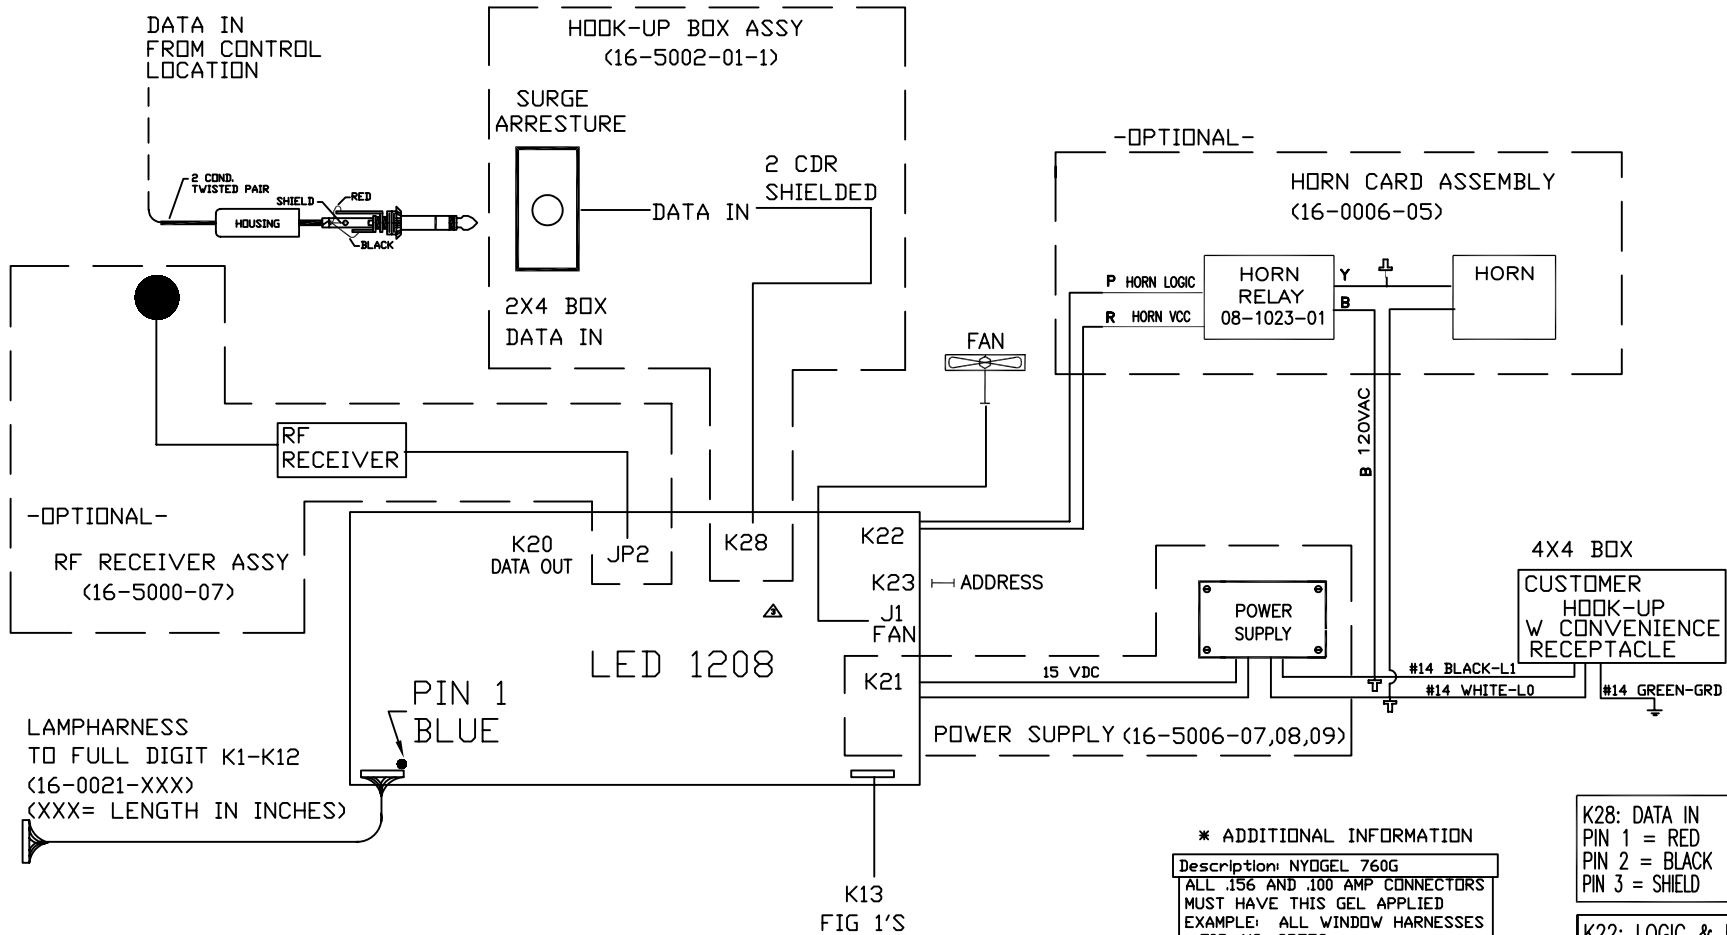 DATA IN
FROM CONTROL
LOCATION
2 COND.
TWISTED PAIR
SHIELD
RED
HOUSING
BLACK
HOOK-UP BOX ASSY
(16-5002-01-1)
SURGE
ARRESTURE
DATA IN
2 CDR
SHIELDED
2X4 BOX
DATA IN
-OPTIONAL-
HORN CARD ASSEMBLY
(16-0006-05)
P HORN LOGIC
R HORN VCC
HORN
RELAY
08-1023-01
Y
B
HORN
FAN
B 120VAC
RF
RECEIVER
-OPTIONAL-
RF RECEIVER ASSY
(16-5000-07)
K20
DATA OUT
JP2
K28
K22
K23
ADDRESS
J1
FAN
3
LED 1208
K21
15 VDC
POWER
SUPPLY
POWER SUPPLY (16-5006-07,08,09)
4X4 BOX
CUSTOMER
HOOK-UP
W CONVENIENCE
RECEPTACLE
#14 BLACK-L1
#14 WHITE-L0
#14 GREEN-GRD
PIN 1
BLUE
LAMPHARNESS
TO FULL DIGIT K1-K12
(16-0021-XXX)
(XXX= LENGTH IN INCHES)
K13
FIG 1'S
* ADDITIONAL INFORMATION
Description: NYOGEL 760G
ALL .156 AND .100 AMP CONNECTORS
MUST HAVE THIS GEL APPLIED
EXAMPLE: ALL WINDOW HARNESSES
K28: DATA IN
PIN 1 = RED
PIN 2 = BLACK
PIN 3 = SHIELD
K22: LOGIC &